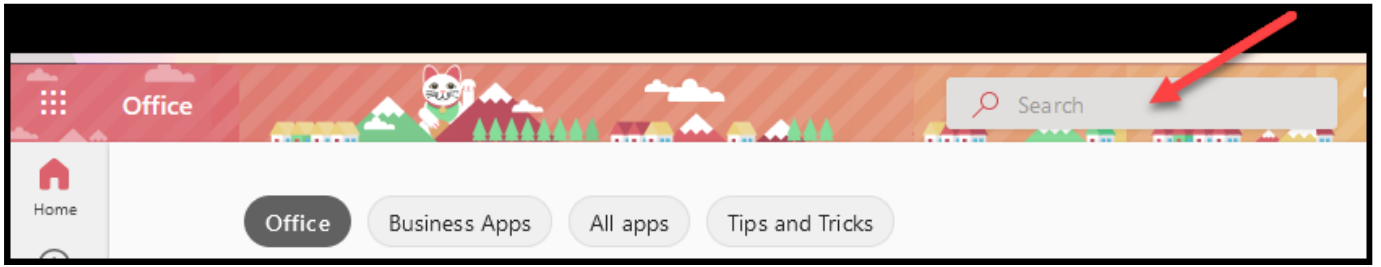 Office
Search
Home
Office
Business Apps
All apps
Tips and Tricks